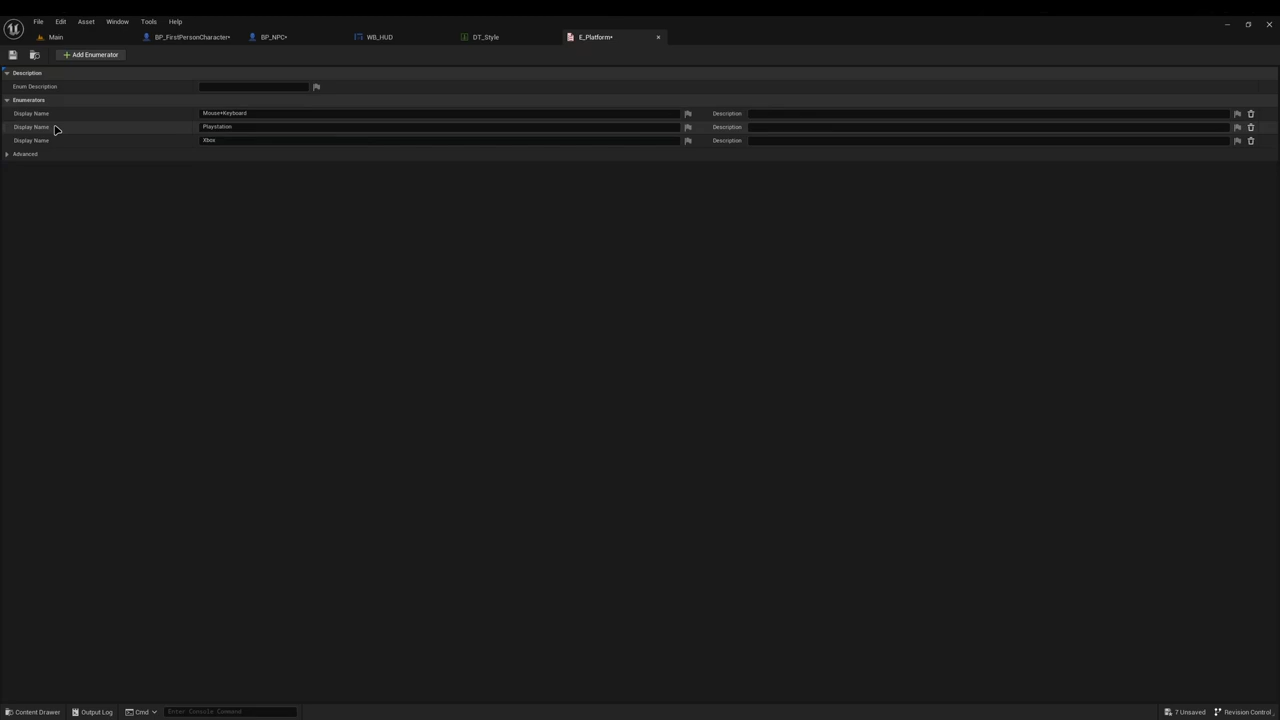 File Edit Asset Window Tools Help
Main BP_FirstPersonCharacter• BP_NPC• WB_HUD DT_Style E_Platform•
Add Enumerator
Description
Enum Description
Enumerators
Display Name Mouse+Keyboard Description
Display Name Playstation Description
Display Name Xbox Description
Advanced
Content Drawer Output Log Cmd Enter Console Command 7 Unsaved Revision Control